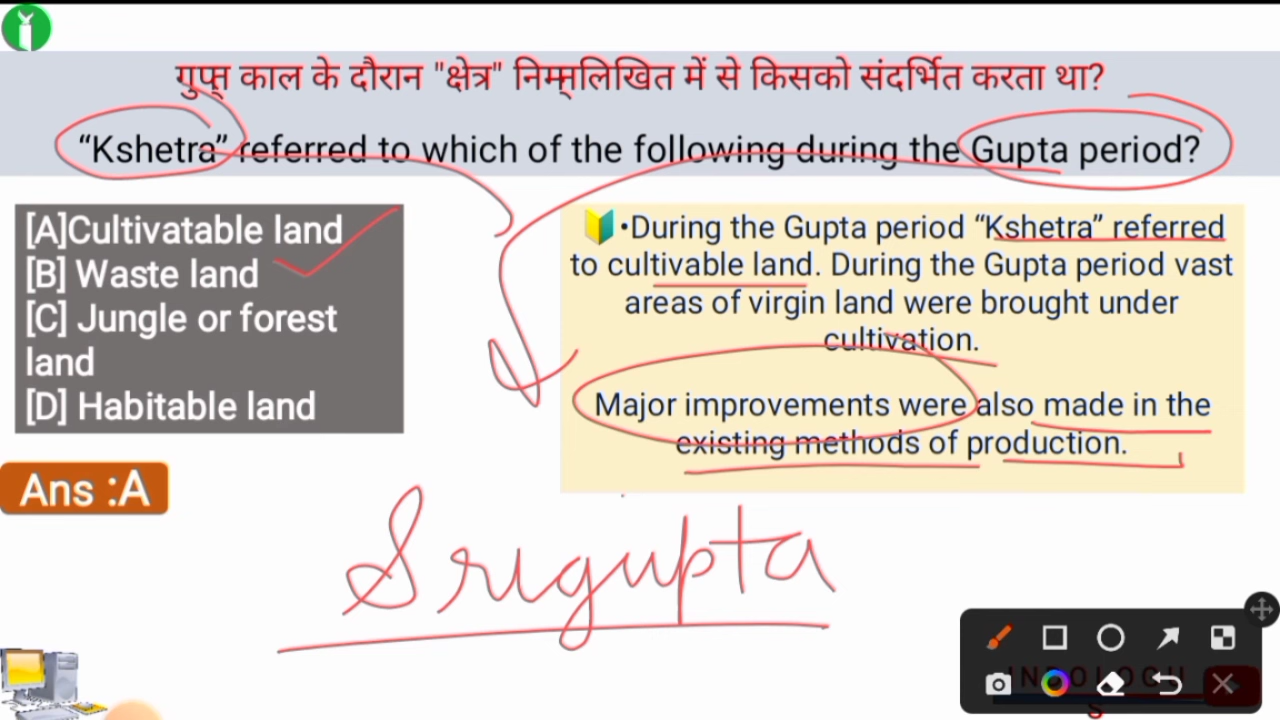 गुप्त काल के दौरान "क्षेत्र" निम्नलिखित में से किसको संदर्भित करता था?
“Kshetra” referred to which of the following during the Gupta period?
[A]Cultivatable land
[B] Waste land
[C] Jungle or forest
land
[D] Habitable land
•During the Gupta period “Kshetra” referred
to cultivable land. During the Gupta period vast
areas of virgin land were brought under
cultivation.
Major improvements were also made in the
existing methods of production.
Ans :A
Srigupta
INDOLOGU
S